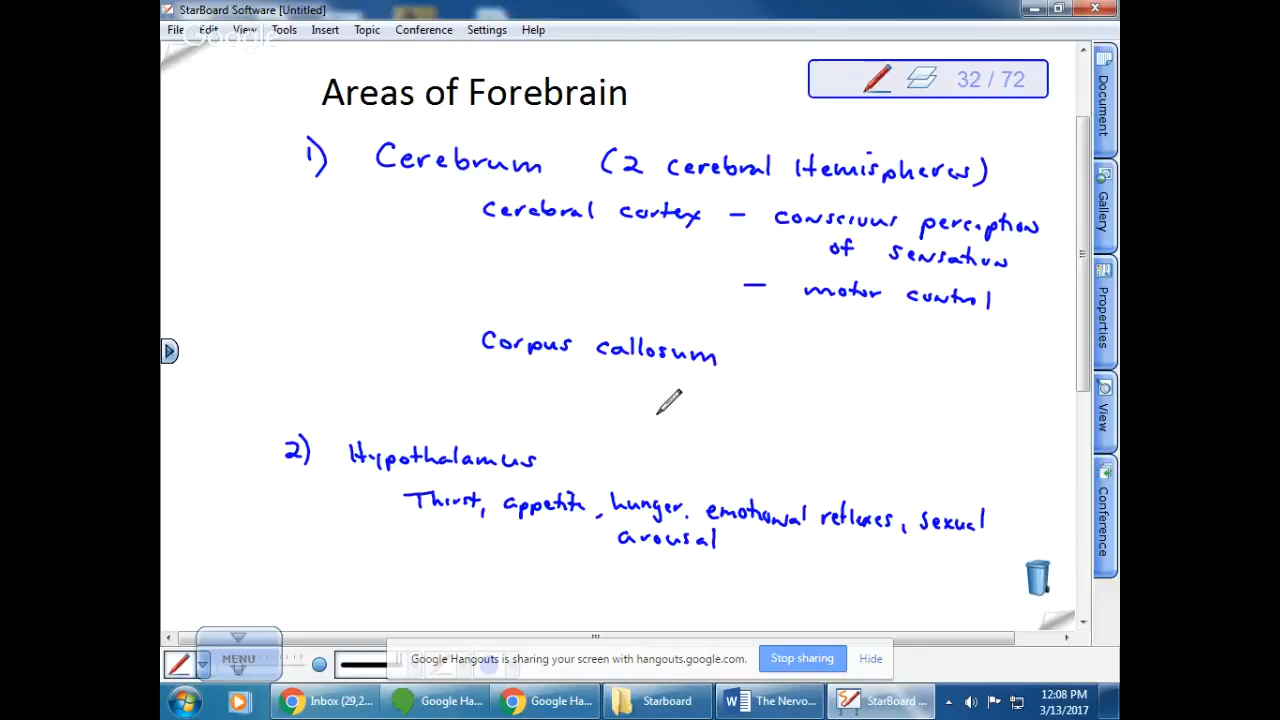 StarBoard Software [Untitled]
File Edit View Tools Insert Topic Conference Settings Help
Google
Areas of Forebrain
32 / 72
1) Cerebrum (2 cerebral Hemispheres)
cerebral cortex - conscious perception
of sensation
- motor control
Corpus callosum
2) Hypothalamus
Thirst, appetite, hunger, emotional reflexes, sexual
arousal
Document
Gallery
Properties
View
Conference
MENU
Google Hangouts is sharing your screen with hangouts.google.com.
Stop sharing
Hide
Inbox (29,2...
Google Ha...
Google Ha...
Starboard
The Nervo...
StarBoard ...
12:08 PM
3/13/2017